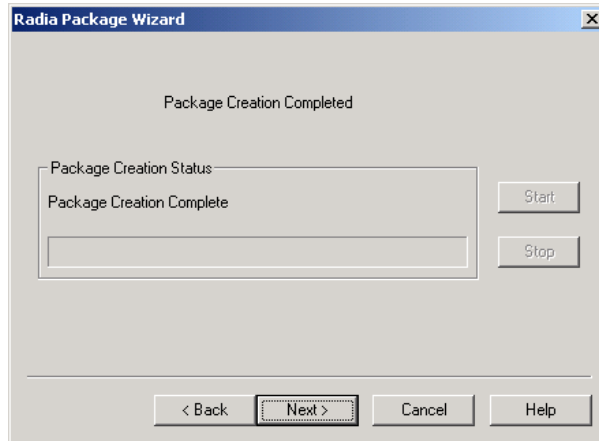 Radia Package Wizard
Package Creation Completed
Package Creation Status
Package Creation Complete
Start
Stop
< Back
Next >
Cancel
Help